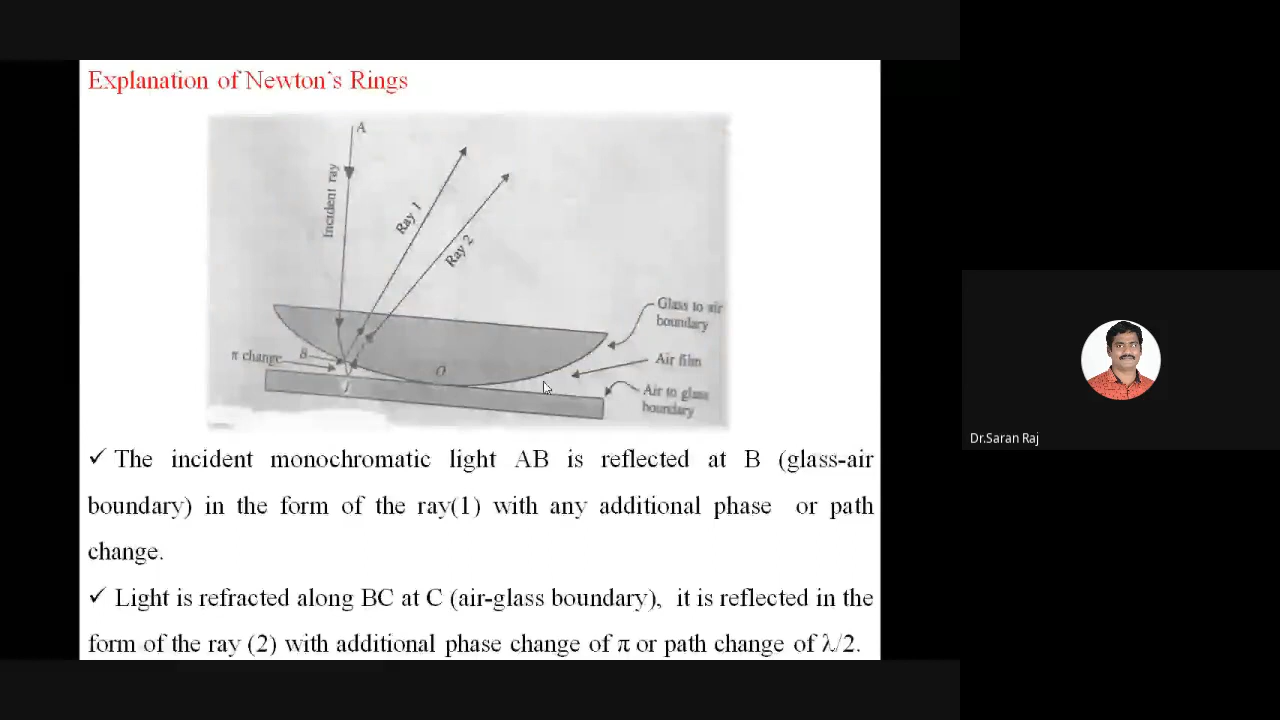 Explanation of Newton's Rings
A
Incident ray
Ray 1
Ray 2
Glass to air
boundary
π change
B
O
Air film
Air to glass
boundary
✓ The incident monochromatic light AB is reflected at B (glass-air
boundary) in the form of the ray(1) with any additional phase or path
change.
✓ Light is refracted along BC at C (air-glass boundary), it is reflected in the
form of the ray (2) with additional phase change of π or path change of λ/2.
Dr.Saran Raj